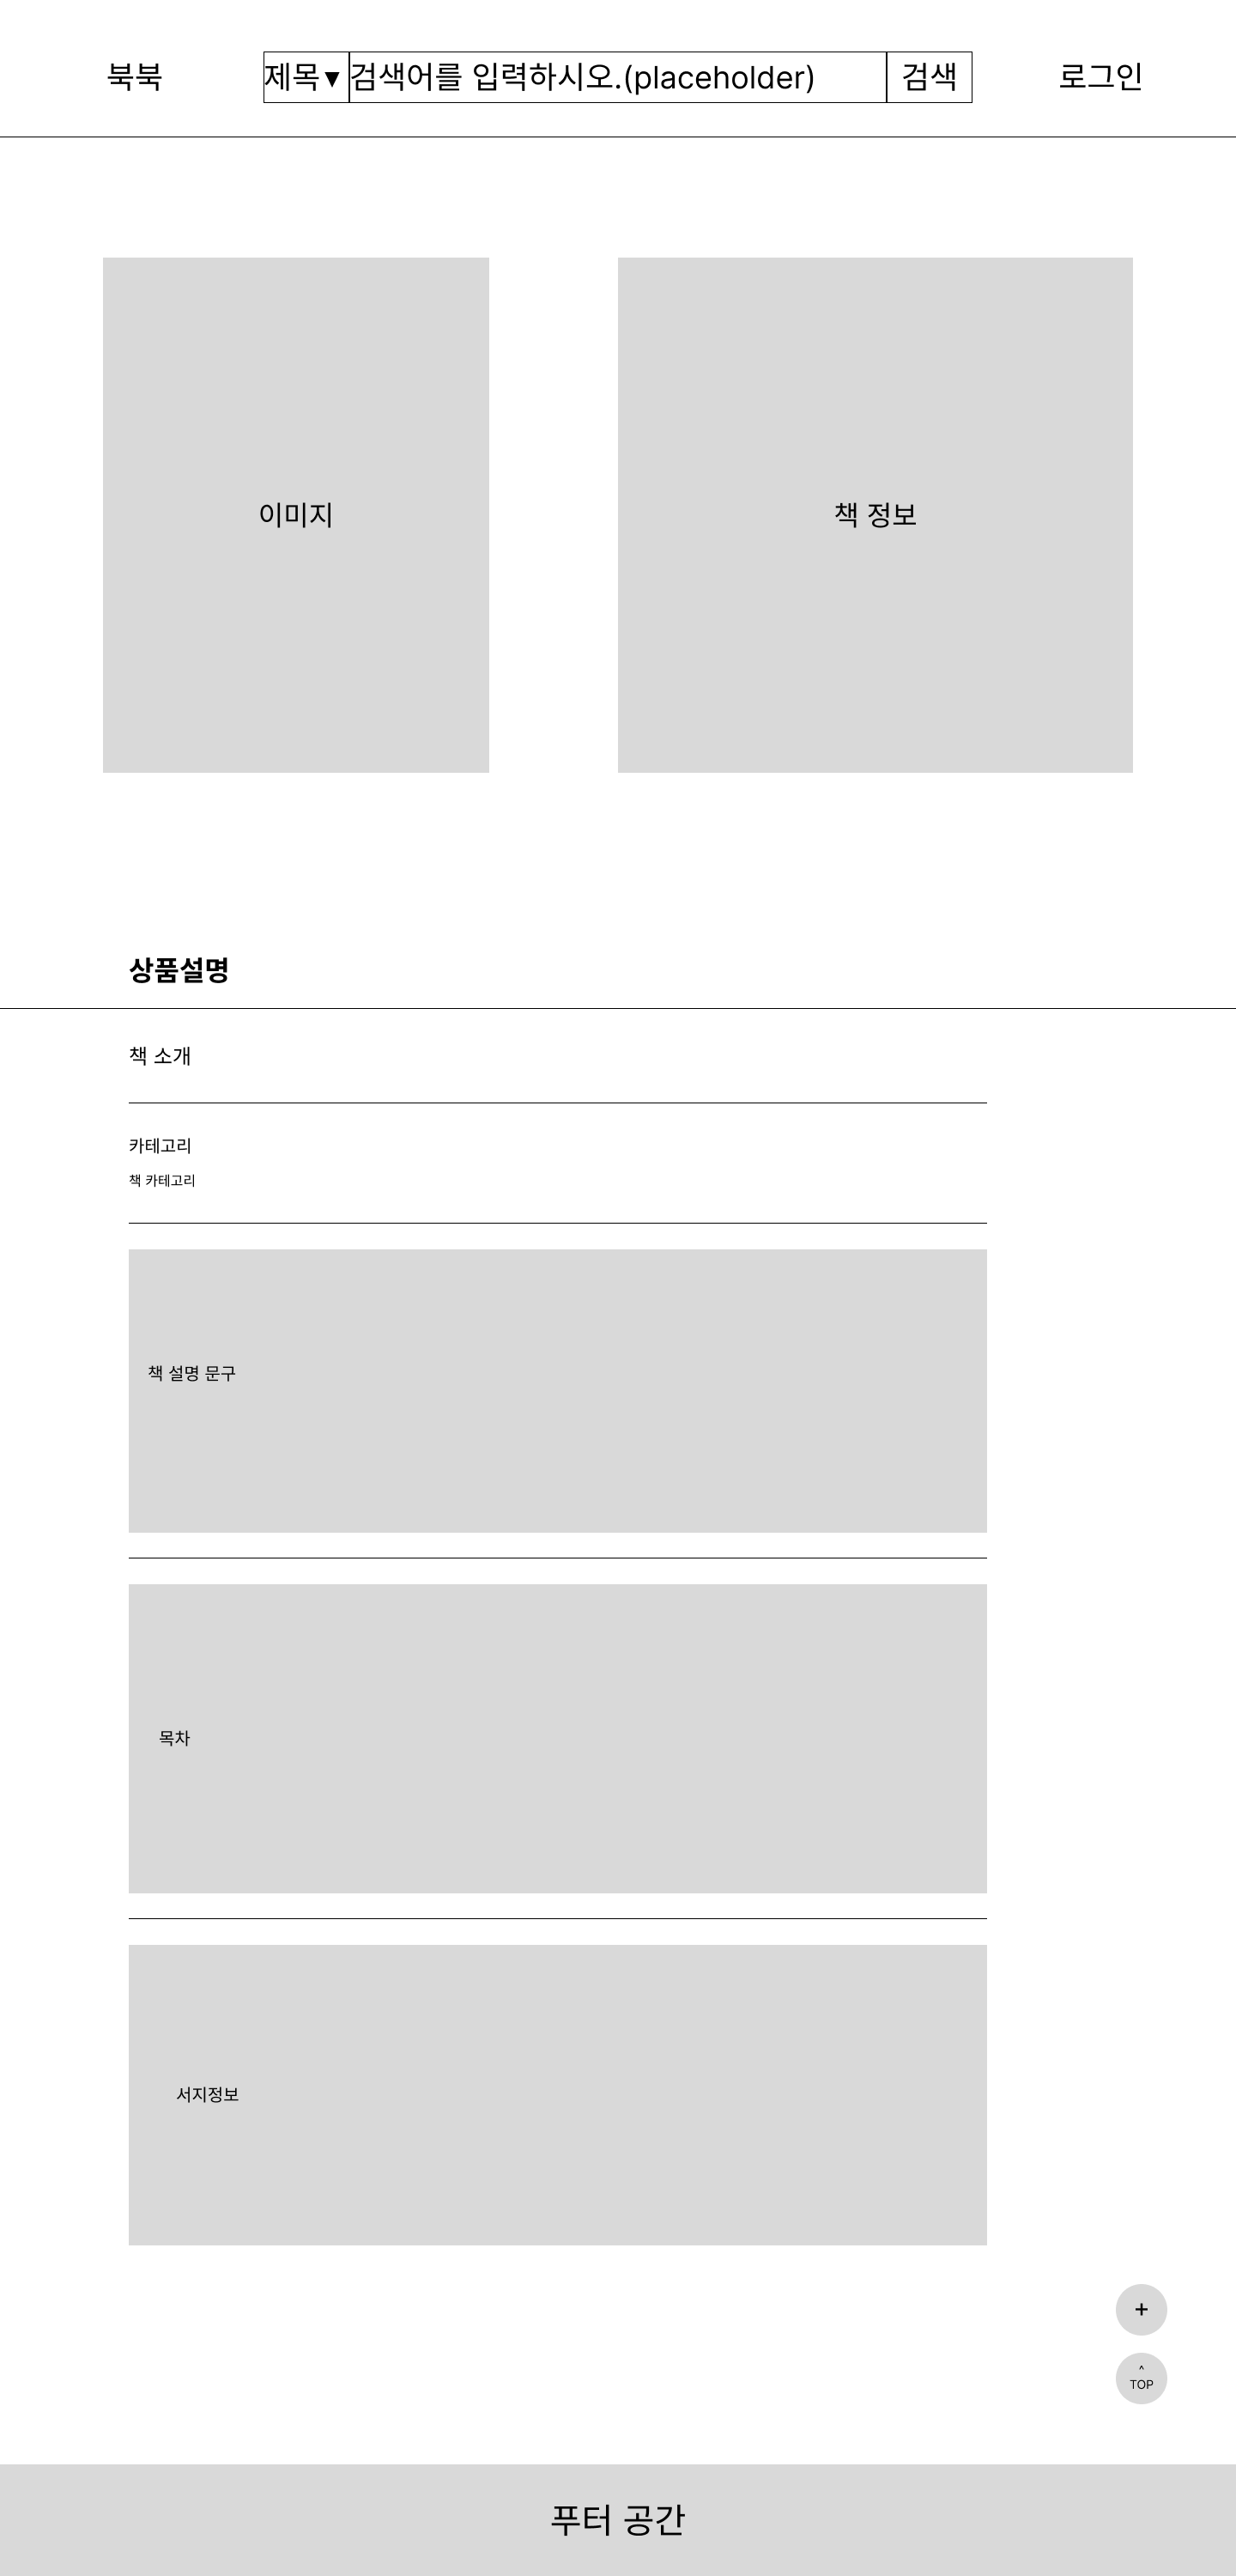 북북
제목▼ 검색어를 입력하시오.(placeholder) 검색
로그인
이미지
책 정보
상품설명
책 소개
카테고리
책 카테고리
책 설명 문구
목차
서지정보
+
^
TOP
푸터 공간